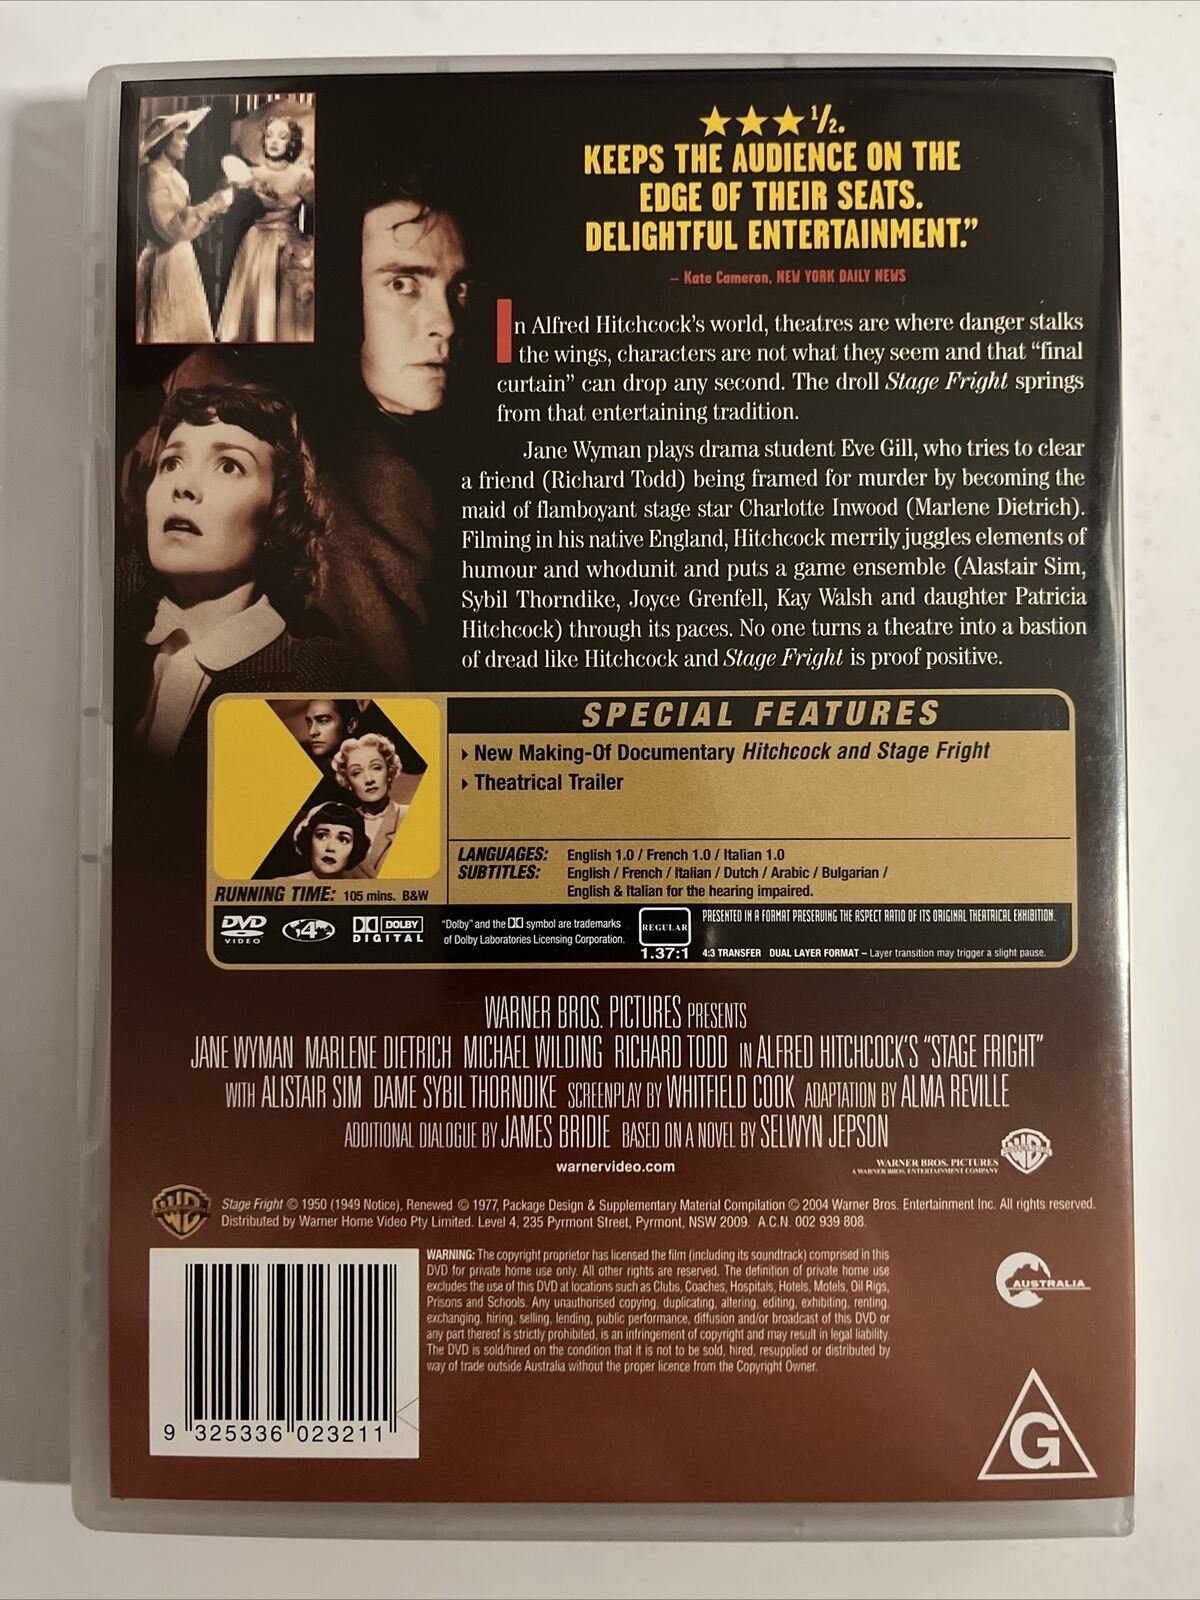 ★★★½.
KEEPS THE AUDIENCE ON THE
EDGE OF THEIR SEATS.
DELIGHTFUL ENTERTAINMENT."
– Kate Cameron, NEW YORK DAILY NEWS
In Alfred Hitchcock's world, theatres are where danger stalks
the wings, characters are not what they seem and that "final
curtain" can drop any second. The droll Stage Fright springs
from that entertaining tradition.
Jane Wyman plays drama student Eve Gill, who tries to clear
a friend (Richard Todd) being framed for murder by becoming the
maid of flamboyant stage star Charlotte Inwood (Marlene Dietrich).
Filming in his native England, Hitchcock merrily juggles elements of
humour and whodunit and puts a game ensemble (Alastair Sim,
Sybil Thorndike, Joyce Grenfell, Kay Walsh and daughter Patricia
Hitchcock) through its paces. No one turns a theatre into a bastion
of dread like Hitchcock and Stage Fright is proof positive.
SPECIAL FEATURES
New Making-Of Documentary Hitchcock and Stage Fright
Theatrical Trailer
LANGUAGES: English 1.0 / French 1.0 / Italian 1.0
SUBTITLES: English / French / Italian / Dutch / Arabic / Bulgarian /
English & Italian for the hearing impaired.
RUNNING TIME: 105 mins. B&W
DVD VIDEO
4
DOLBY DIGITAL
"Dolby" and the DD symbol are trademarks
of Dolby Laboratories Licensing Corporation.
REGULAR
1.37:1
PRESENTED IN A FORMAT PRESERVING THE ASPECT RATIO OF ITS ORIGINAL THEATRICAL EXHIBITION.
4:3 TRANSFER DUAL LAYER FORMAT – Layer transition may trigger a slight pause.
WARNER BROS. PICTURES PRESENTS
JANE WYMAN MARLENE DIETRICH MICHAEL WILDING RICHARD TODD IN ALFRED HITCHCOCK'S "STAGE FRIGHT"
WITH ALISTAIR SIM DAME SYBIL THORNDIKE SCREENPLAY BY WHITFIELD COOK ADAPTATION BY ALMA REVILLE
ADDITIONAL DIALOGUE BY JAMES BRIDIE BASED ON A NOVEL BY SELWYN JEPSON
warnervideo.com
WARNER BROS. PICTURES
A WARNER BROS. ENTERTAINMENT COMPANY
Stage Fright © 1950 (1949 Notice), Renewed © 1977, Package Design & Supplementary Material Compilation © 2004 Warner Bros. Entertainment Inc. All rights reserved.
Distributed by Warner Home Video Pty Limited. Level 4, 235 Pyrmont Street, Pyrmont, NSW 2009. A.C.N. 002 939 808.
WARNING: The copyright proprietor has licensed the film (including its soundtrack) comprised in this
DVD for private home use only. All other rights are reserved. The definition of private home use
excludes the use of this DVD at locations such as Clubs, Coaches, Hospitals, Hotels, Motels, Oil Rigs,
Prisons and Schools. Any unauthorised copying, duplicating, altering, editing, exhibiting, renting,
exchanging, hiring, selling, lending, public performance, diffusion and/or broadcast of this DVD or
any part thereof is strictly prohibited, is an infringement of copyright and may result in legal liability.
The DVD is sold/hired on the condition that it is not to be sold, hired, resupplied or distributed by
way of trade outside Australia without the proper licence from the Copyright Owner.
AUSTRALIA
9 325336 023211
G